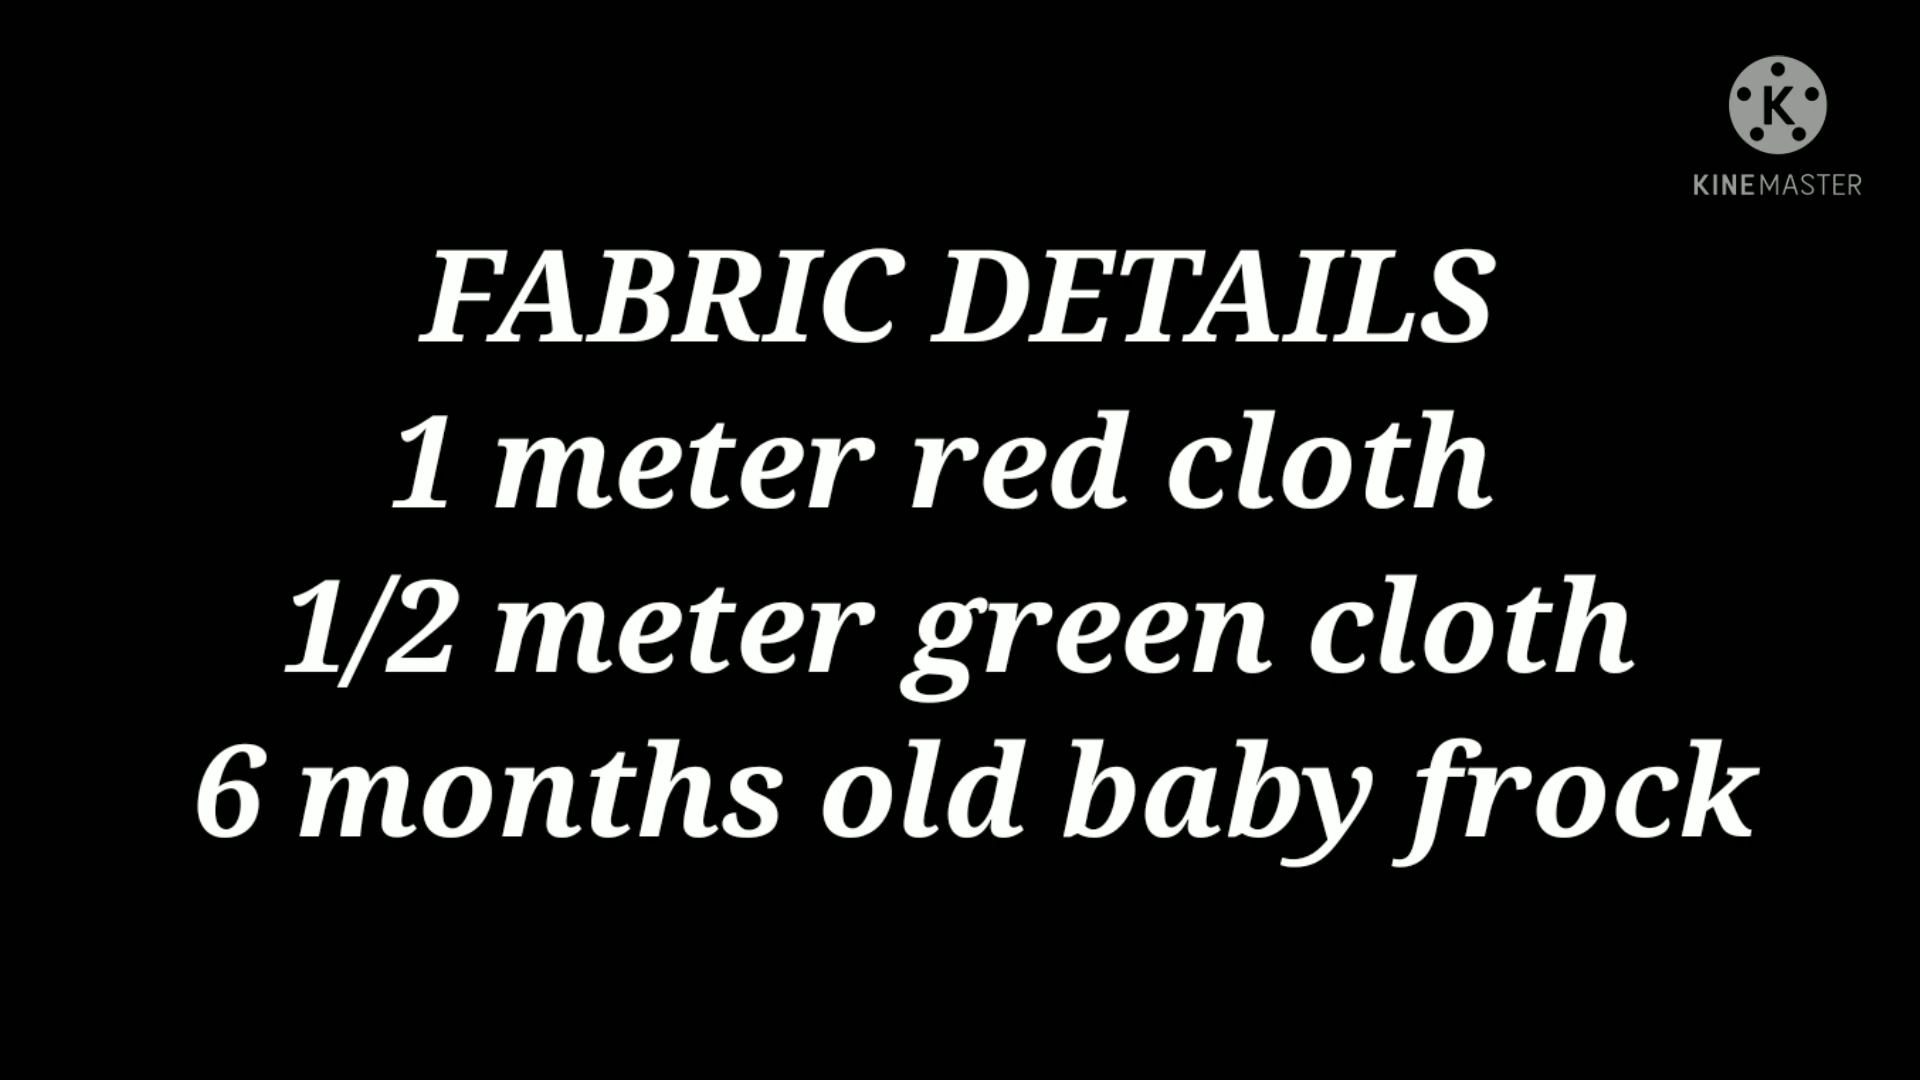 K
KINEMASTER
FABRIC DETAILS
1 meter red cloth
1/2 meter green cloth
6 months old baby frock